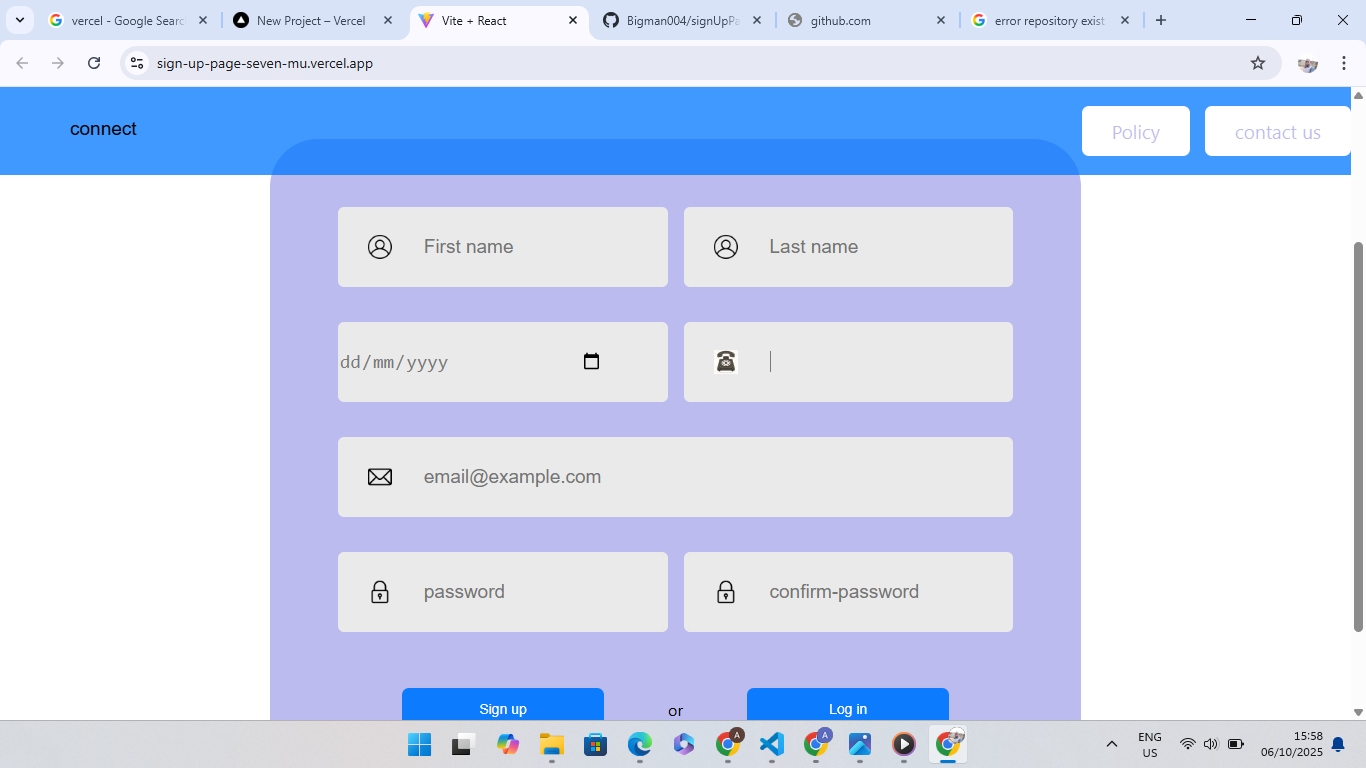 vercel - Google Searc
New Project – Vercel
Vite + React
Bigman004/signUpPa
github.com
error repository exist
sign-up-page-seven-mu.vercel.app
connect
Policy
contact us
First name
Last name
dd/mm/yyyy
email@example.com
password
confirm-password
Sign up
or
Log in
A
A
ENG
US
15:58
06/10/2025